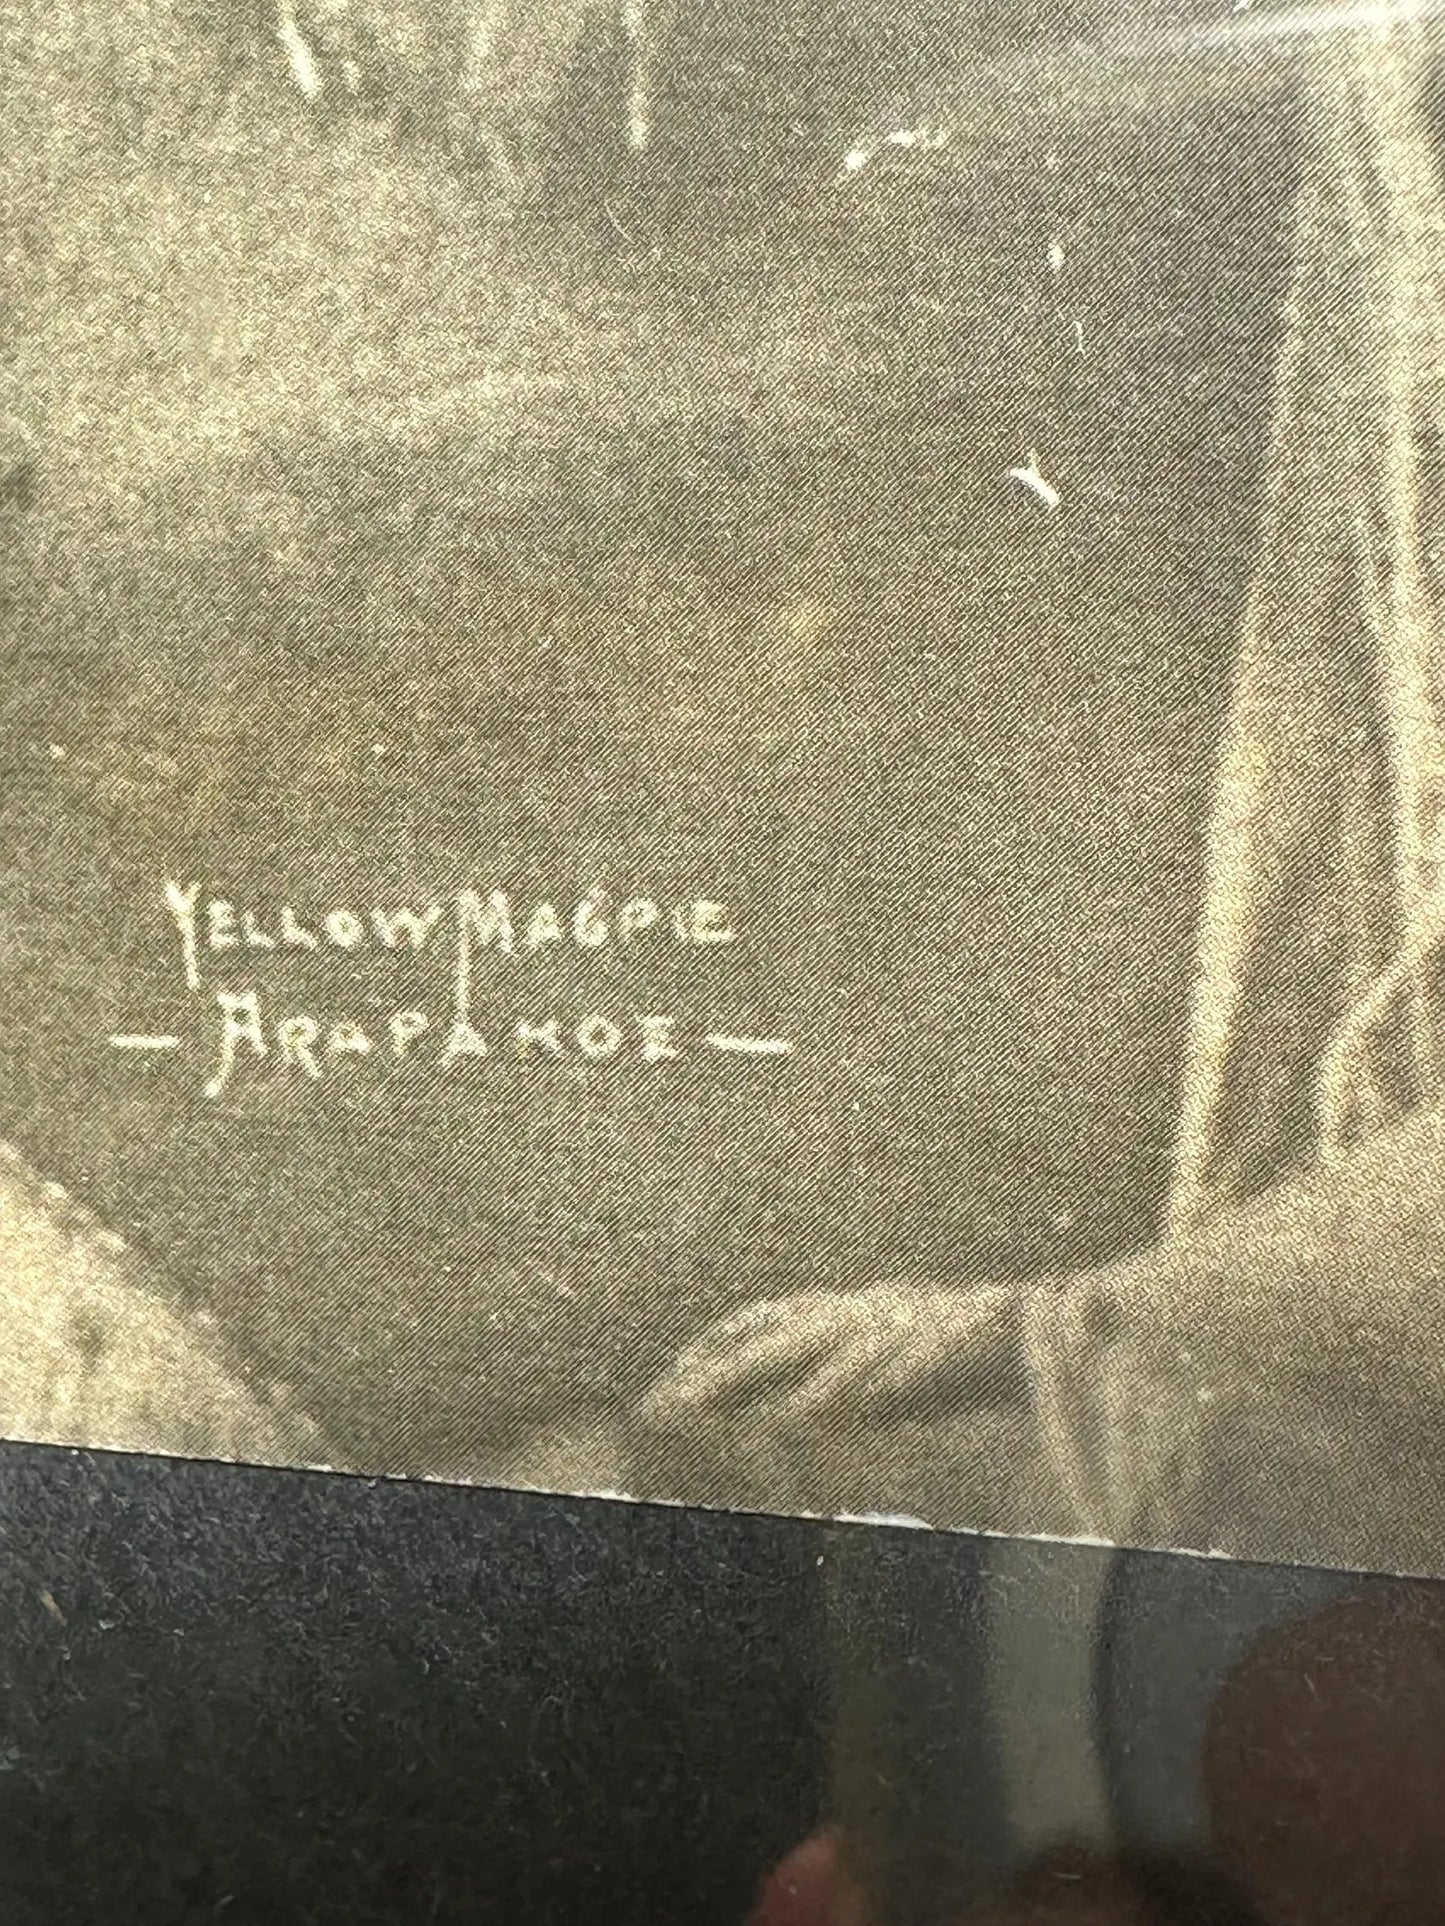 YELLOW MAGPIE
— ARAPAHOE —